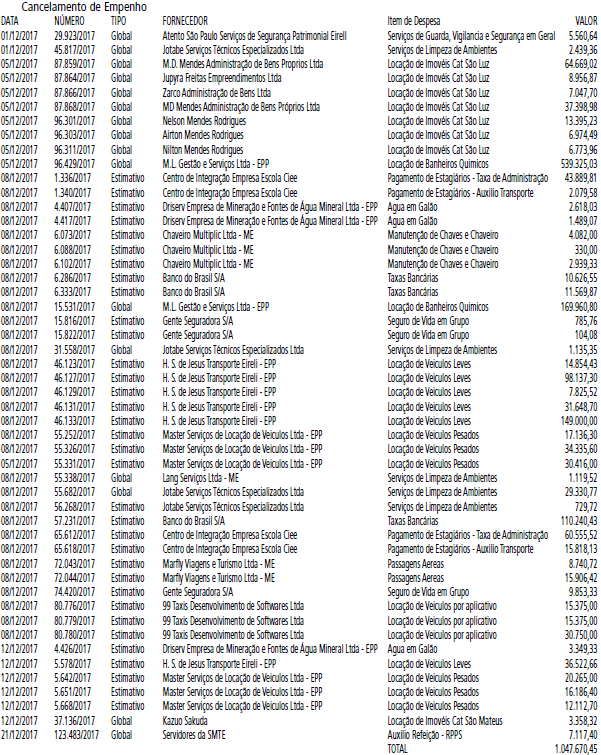 Cancelamento de Empenho
DATA NÚMERO TIPO FORNECEDOR Item de Despesa VALOR
01/12/2017 29.923/2017 Global Atento São Paulo Serviços de Segurança Patrimonial Eirell Serviços de Guarda, Vigilancia e Segurança em Geral 5.560,64
01/12/2017 45.817/2017 Global Jotabe Serviços Técnicos Especializados Ltda Serviços de Limpeza de Ambientes 2.439,36
05/12/2017 87.859/2017 Global M.D. Mendes Administração de Bens Proprios Ltda Locação de Imovéis Cat São Luz 64.669,02
05/12/2017 87.864/2017 Global Jupyra Freitas Empreendimentos Ltda Locação de Imovéis Cat São Luz 8.956,87
05/12/2017 87.866/2017 Global Zarco Administração de Bens Ltda Locação de Imovéis Cat São Luz 7.047,70
05/12/2017 87.868/2017 Global MD Mendes Administração de Bens Próprios Ltda Locação de Imovéis Cat São Luz 37.398,98
05/12/2017 96.301/2017 Global Nelson Mendes Rodrigues Locação de Imovéis Cat São Luz 13.395,23
05/12/2017 96.303/2017 Global Airton Mendes Rodrigues Locação de Imovéis Cat São Luz 6.974,49
05/12/2017 96.311/2017 Global Nilton Mendes Rodrigues Locação de Imovéis Cat São Luz 6.773,96
05/12/2017 96.429/2017 Global M.L. Gestão e Serviços Ltda - EPP Locação de Banheiros Quimicos 539.325,03
08/12/2017 1.336/2017 Estimativo Centro de Integração Empresa Escola Ciee Pagamento de Estagiários - Taxa de Administração 43.889,81
08/12/2017 1.340/2017 Estimativo Centro de Integração Empresa Escola Ciee Pagamento de Estagiários - Auxilio Transporte 2.079,58
08/12/2017 4.407/2017 Estimativo Driserv Empresa de Mineração e Fontes de Água Mineral Ltda - EPP Agua em Galão 2.618,03
08/12/2017 4.417/2017 Estimativo Driserv Empresa de Mineração e Fontes de Água Mineral Ltda - EPP Agua em Galão 1.489,07
08/12/2017 6.073/2017 Estimativo Chaveiro Multiplic Ltda - ME Manutenção de Chaves e Chaveiro 4.082,00
08/12/2017 6.088/2017 Estimativo Chaveiro Multiplic Ltda - ME Manutenção de Chaves e Chaveiro 330,00
08/12/2017 6.102/2017 Estimativo Chaveiro Multiplic Ltda - ME Manutenção de Chaves e Chaveiro 2.939,33
08/12/2017 6.286/2017 Estimativo Banco do Brasil S/A Taxas Bancárias 10.626,55
08/12/2017 6.333/2017 Estimativo Banco do Brasil S/A Taxas Bancárias 11.569,87
08/12/2017 15.531/2017 Global M.L. Gestão e Serviços Ltda - EPP Locação de Banheiros Quimicos 169.960,80
08/12/2017 15.816/2017 Estimativo Gente Seguradora S/A Seguro de Vida em Grupo 785,76
08/12/2017 15.822/2017 Estimativo Gente Seguradora S/A Seguro de Vida em Grupo 104,08
08/12/2017 31.558/2017 Global Jotabe Serviços Técnicos Especializados Ltda Serviços de Limpeza de Ambientes 1.135,35
08/12/2017 46.123/2017 Estimativo H. S. de Jesus Transporte Eireli - EPP Locação de Veiculos Leves 14.854,43
08/12/2017 46.127/2017 Estimativo H. S. de Jesus Transporte Eireli - EPP Locação de Veiculos Leves 98.137,30
08/12/2017 46.129/2017 Estimativo H. S. de Jesus Transporte Eireli - EPP Locação de Veiculos Leves 7.825,52
08/12/2017 46.131/2017 Estimativo H. S. de Jesus Transporte Eireli - EPP Locação de Veiculos Leves 31.648,70
08/12/2017 46.133/2017 Estimativo H. S. de Jesus Transporte Eireli - EPP Locação de Veiculos Leves 149.000,00
08/12/2017 55.252/2017 Estimativo Master Serviços de Locação de Veiculos Ltda - EPP Locação de Veiculos Pesados 17.136,30
08/12/2017 55.326/2017 Estimativo Master Serviços de Locação de Veiculos Ltda - EPP Locação de Veiculos Pesados 34.335,60
05/12/2017 55.331/2017 Estimativo Master Serviços de Locação de Veiculos Ltda - EPP Locação de Veiculos Pesados 30.416,00
08/12/2017 55.338/2017 Global Lang Serviços Ltda - ME Serviços de Limpeza de Ambientes 1.119,52
08/12/2017 55.682/2017 Global Jotabe Serviços Técnicos Especializados Ltda Serviços de Limpeza de Ambientes 29.330,77
08/12/2017 56.268/2017 Estimativo Jotabe Serviços Técnicos Especializados Ltda Serviços de Limpeza de Ambientes 729,72
08/12/2017 57.231/2017 Estimativo Banco do Brasil S/A Taxas Bancárias 110.240,43
08/12/2017 65.612/2017 Estimativo Centro de Integração Empresa Escola Ciee Pagamento de Estagiários - Taxa de Administração 60.555,52
08/12/2017 65.618/2017 Estimativo Centro de Integração Empresa Escola Ciee Pagamento de Estagiários - Auxilio Transporte 15.818,13
08/12/2017 72.043/2017 Estimativo Marfly Viagens e Turismo Ltda - ME Passagens Aereas 8.740,72
08/12/2017 72.044/2017 Estimativo Marfly Viagens e Turismo Ltda - ME Passagens Aereas 15.906,42
08/12/2017 74.420/2017 Estimativo Gente Seguradora S/A Seguro de Vida em Grupo 9.853,33
08/12/2017 80.776/2017 Estimativo 99 Taxis Desenvolvimento de Softwares Ltda Locação de Veiculos por aplicativo 15.375,00
08/12/2017 80.779/2017 Estimativo 99 Taxis Desenvolvimento de Softwares Ltda Locação de Veiculos por aplicativo 15.375,00
08/12/2017 80.780/2017 Estimativo 99 Taxis Desenvolvimento de Softwares Ltda Locação de Veiculos por aplicativo 30.750,00
12/12/2017 4.426/2017 Estimativo Driserv Empresa de Mineração e Fontes de Água Mineral Ltda - EPP Agua em Galão 3.349,33
12/12/2017 5.578/2017 Estimativo H. S. de Jesus Transporte Eireli - EPP Locação de Veiculos Leves 36.522,66
12/12/2017 5.642/2017 Estimativo Master Serviços de Locação de Veiculos Ltda - EPP Locação de Veiculos Pesados 20.265,00
12/12/2017 5.651/2017 Estimativo Master Serviços de Locação de Veiculos Ltda - EPP Locação de Veiculos Pesados 16.186,40
12/12/2017 5.668/2017 Estimativo Master Serviços de Locação de Veiculos Ltda - EPP Locação de Veiculos Pesados 12.112,70
12/12/2017 37.136/2017 Global Kazuo Sakuda Locação de Imovéis Cat São Mateus 3.358,32
21/12/2017 123.483/2017 Global Servidores da SMTE Auxilio Refeição - RPPS 7.117,40
TOTAL 1.047.670,45